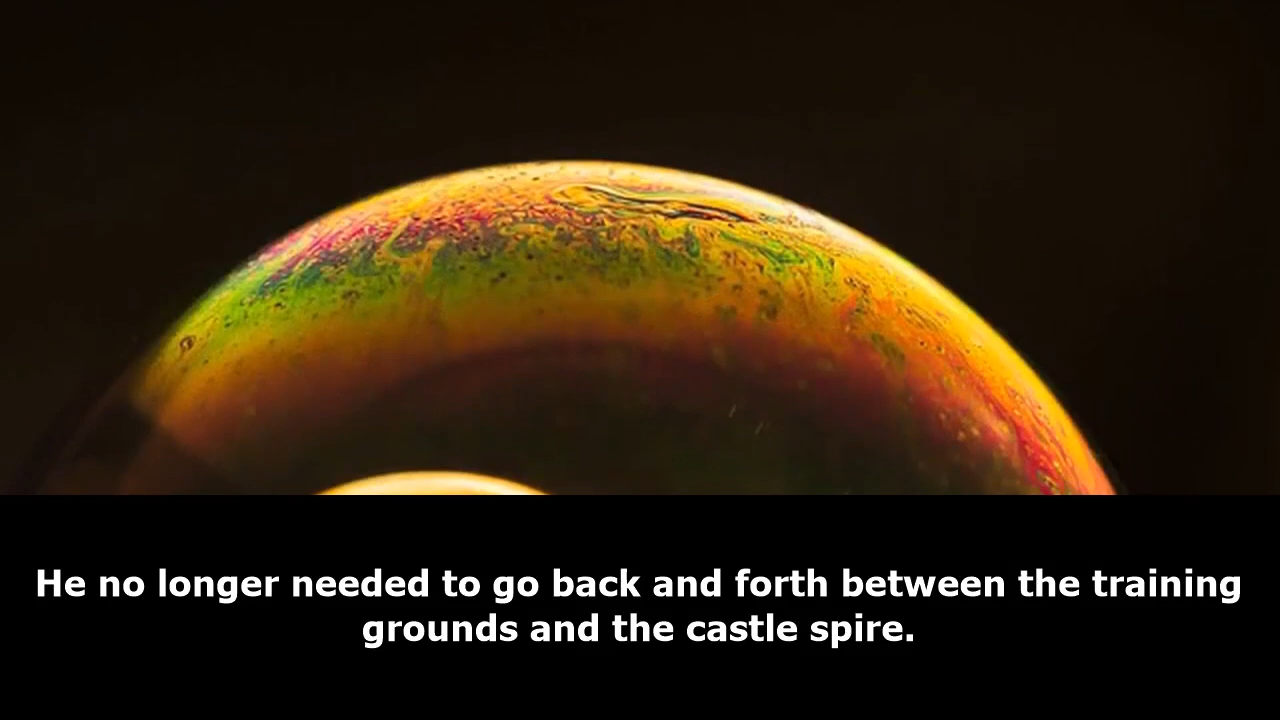 He no longer needed to go back and forth between the training
grounds and the castle spire.